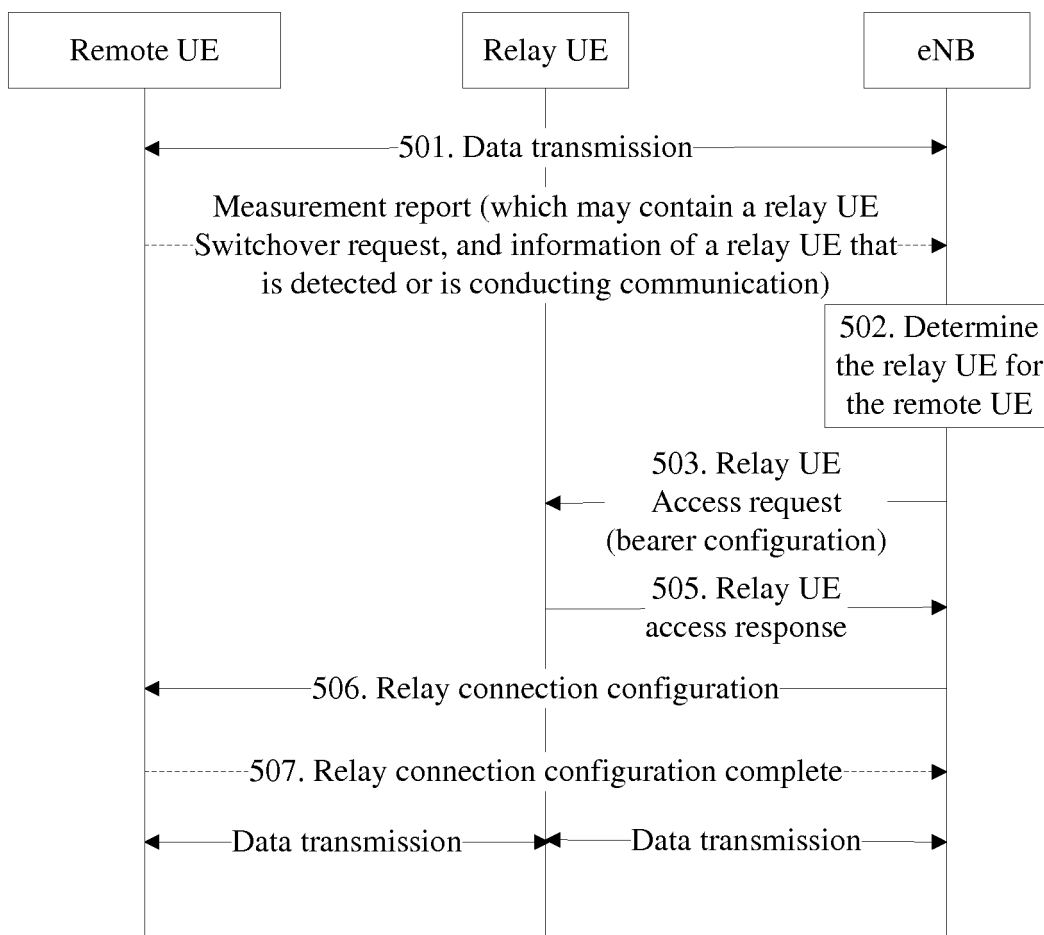 Remote UE
Relay UE
eNB
501. Data transmission
Measurement report (which may contain a relay UE
Switchover request, and information of a relay UE that
is detected or is conducting communication)
502. Determine
the relay UE for
the remote UE
503. Relay UE
Access request
(bearer configuration)
505. Relay UE
access response
506. Relay connection configuration
507. Relay connection configuration complete
Data transmission
Data transmission